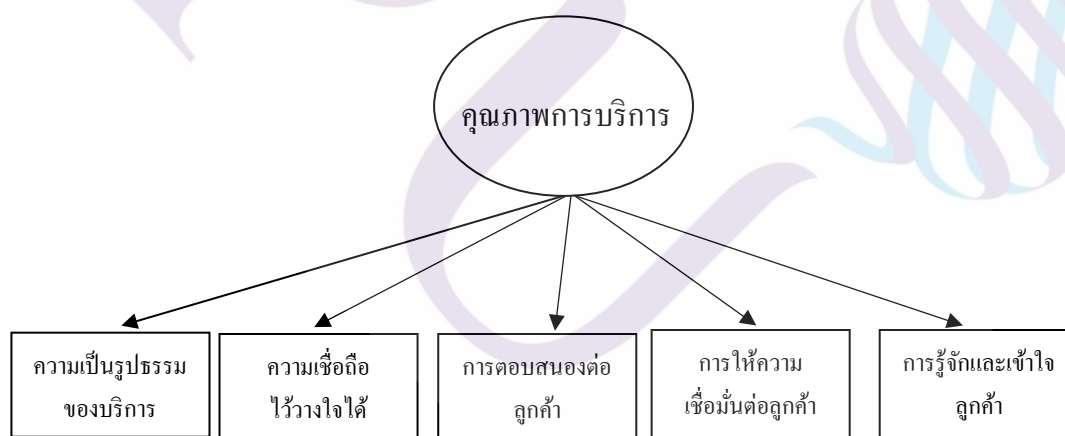 คุณภาพการบริการ
ความเป็นรูปธรรม
ของบริการ
ความเชื่อถือ
ไว้วางใจได้
การตอบสนองต่อ
ลูกค้า
การให้ความ
เชื่อมั่นต่อลูกค้า
การรู้จักและเข้าใจ
ลูกค้า